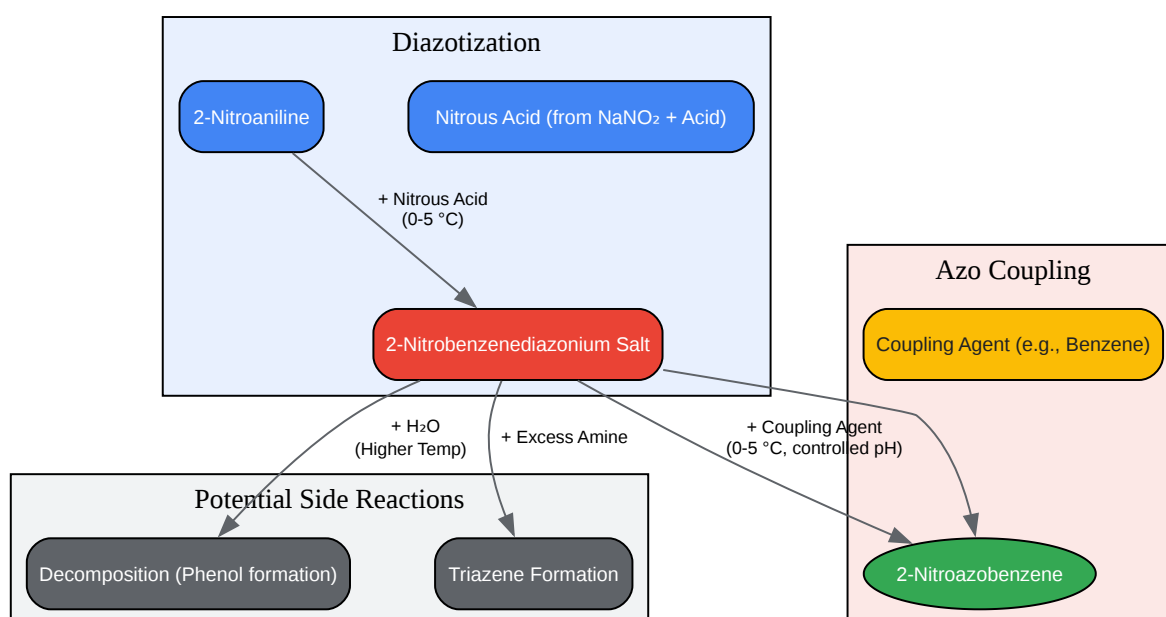 Diazotization
2-Nitroaniline
Nitrous Acid (from NaNO₂ + Acid)
+ Nitrous Acid
(0-5 °C)
Azo Coupling
2-Nitrobenzenediazonium Salt
Coupling Agent (e.g., Benzene)
+ H₂O
(Higher Temp)
+ Excess Amine
+ Coupling Agent
(0-5 °C, controlled pH)
Potential Side Reactions
Decomposition (Phenol formation)
Triazene Formation
2-Nitroazobenzene